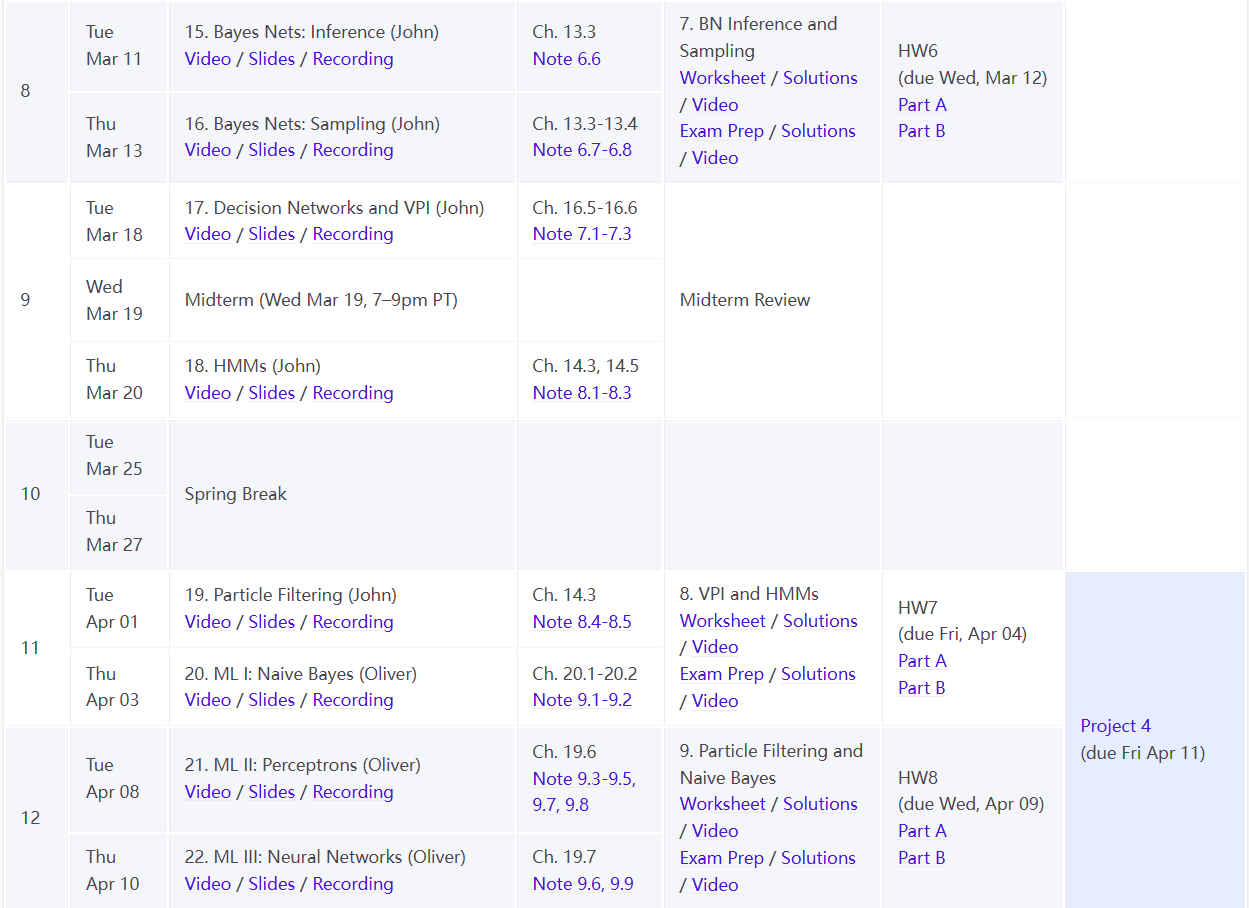 8
Tue
Mar 11
15. Bayes Nets: Inference (John)
Video / Slides / Recording
Ch. 13.3
Note 6.6
7. BN Inference and
Sampling
Worksheet / Solutions
/ Video
Exam Prep / Solutions
/ Video
HW6
(due Wed, Mar 12)
Part A
Part B
Thu
Mar 13
16. Bayes Nets: Sampling (John)
Video / Slides / Recording
Ch. 13.3-13.4
Note 6.7-6.8
9
Tue
Mar 18
17. Decision Networks and VPI (John)
Video / Slides / Recording
Ch. 16.5-16.6
Note 7.1-7.3
Midterm Review
Wed
Mar 19
Midterm (Wed Mar 19, 7–9pm PT)
Thu
Mar 20
18. HMMs (John)
Video / Slides / Recording
Ch. 14.3, 14.5
Note 8.1-8.3
10
Tue
Mar 25
Spring Break
Thu
Mar 27
11
Tue
Apr 01
19. Particle Filtering (John)
Video / Slides / Recording
Ch. 14.3
Note 8.4-8.5
8. VPI and HMMs
Worksheet / Solutions
/ Video
Exam Prep / Solutions
/ Video
HW7
(due Fri, Apr 04)
Part A
Part B
Project 4
(due Fri Apr 11)
Thu
Apr 03
20. ML I: Naive Bayes (Oliver)
Video / Slides / Recording
Ch. 20.1-20.2
Note 9.1-9.2
12
Tue
Apr 08
21. ML II: Perceptrons (Oliver)
Video / Slides / Recording
Ch. 19.6
Note 9.3-9.5,
9.7, 9.8
9. Particle Filtering and
Naive Bayes
Worksheet / Solutions
/ Video
Exam Prep / Solutions
/ Video
HW8
(due Wed, Apr 09)
Part A
Part B
Thu
Apr 10
22. ML III: Neural Networks (Oliver)
Video / Slides / Recording
Ch. 19.7
Note 9.6, 9.9